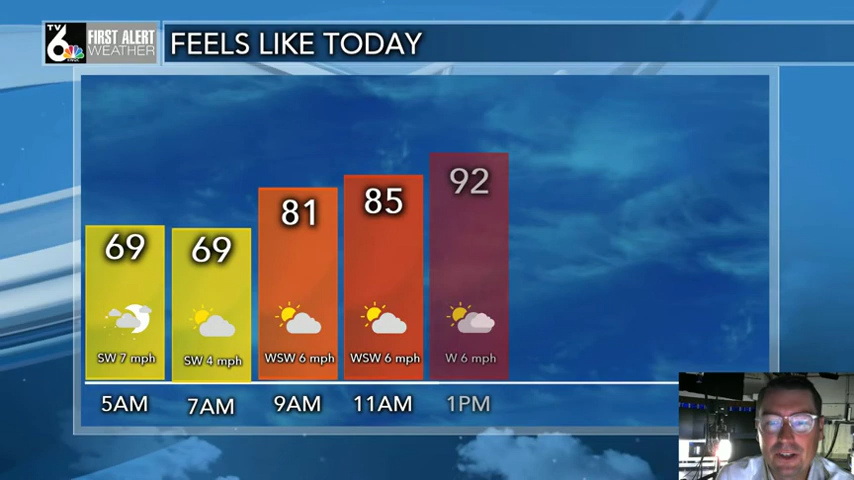 TV
6
KWQC
FIRST ALERT
WEATHER
FEELS LIKE TODAY
69
69
81
85
92
SW 7 mph
SW 4 mph
WSW 6 mph
WSW 6 mph
W 6 mph
5AM
7AM
9AM
11AM
1PM